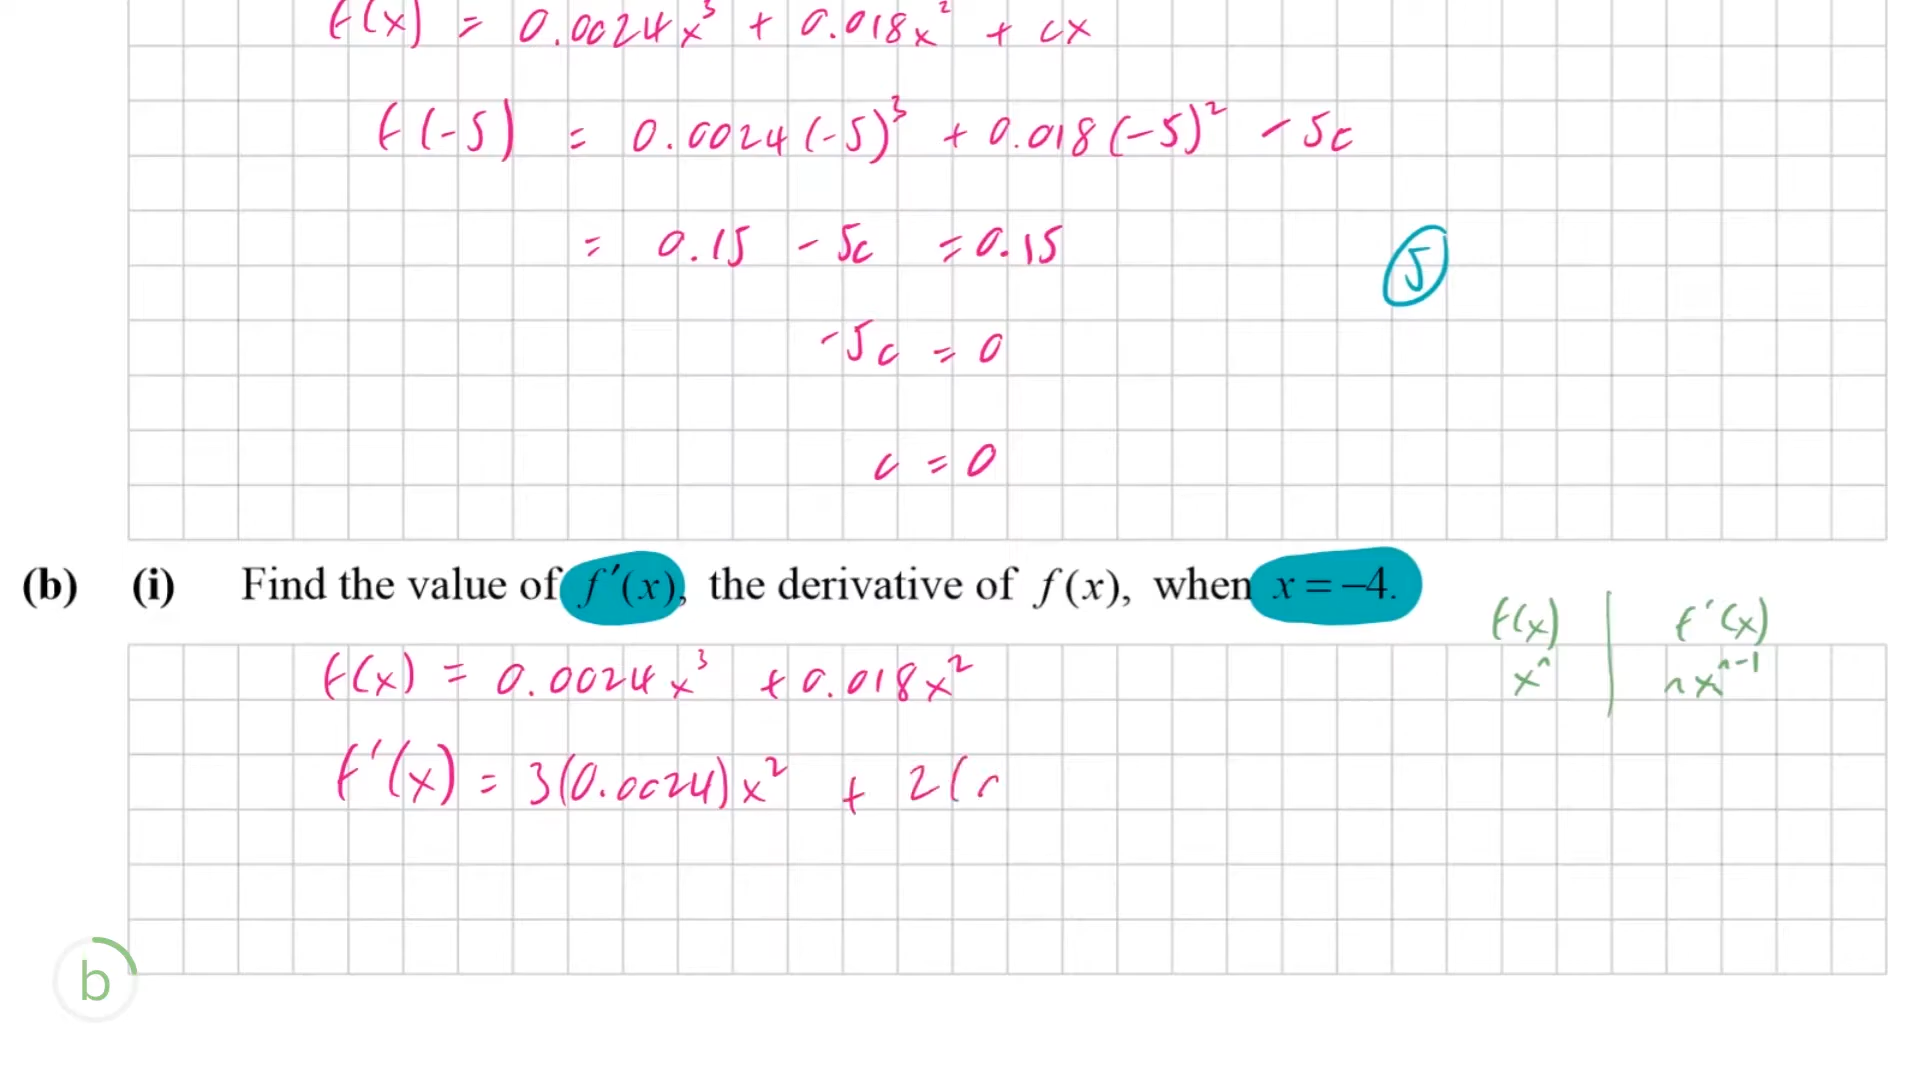 f(x) = 0.0024x³ + 0.018x² + cx
f(-5) = 0.0024(-5)³ + 0.018(-5)² - 5c
= 0.15 - 5c = 0.15
5
-5c = 0
c = 0
(b) (i) Find the value of f′(x), the derivative of f(x), when x = –4.
f(x) | f'(x)
xⁿ | nxⁿ⁻¹
f(x) = 0.0024x³ + 0.018x²
f'(x) = 3(0.0024)x² + 2(
b